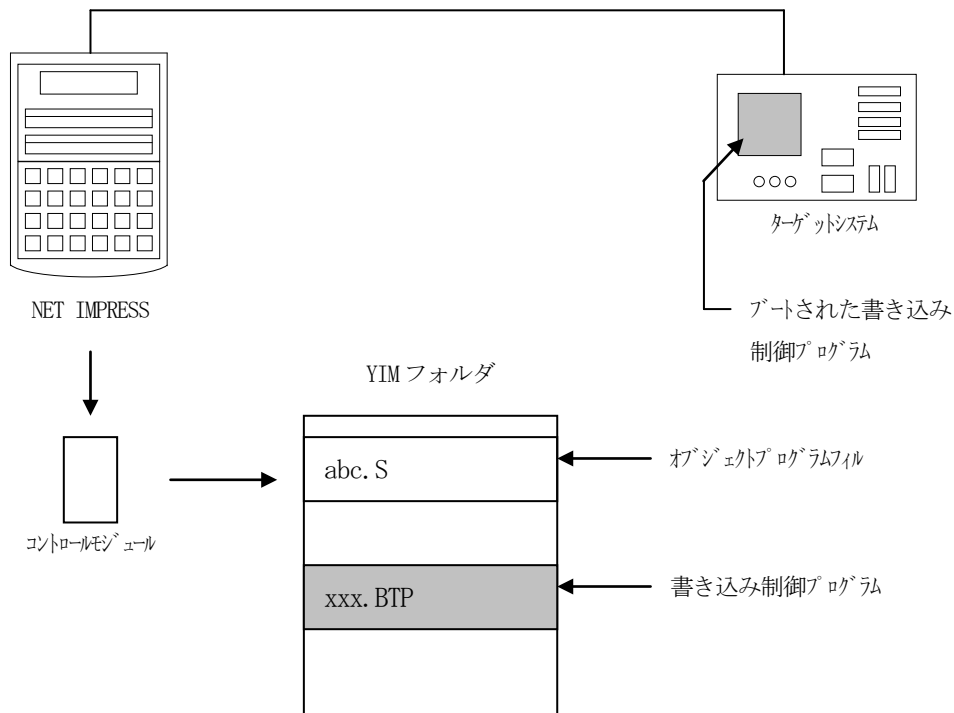 ﾀｰｹﾞｯﾄｼｽﾃﾑ
NET IMPRESS
ﾌﾞｰﾄされた書き込み
制御ﾌﾟﾛｸﾞﾗﾑ
YIMフォルダ
abc.S
ｵﾌﾞｼﾞｪｸﾄﾌﾟﾛｸﾞﾗﾑﾌｨﾙ
ｺﾝﾄﾛｰﾙﾓｼﾞｭｰﾙ
xxx.BTP
書き込み制御ﾌﾟﾛｸﾞﾗﾑ